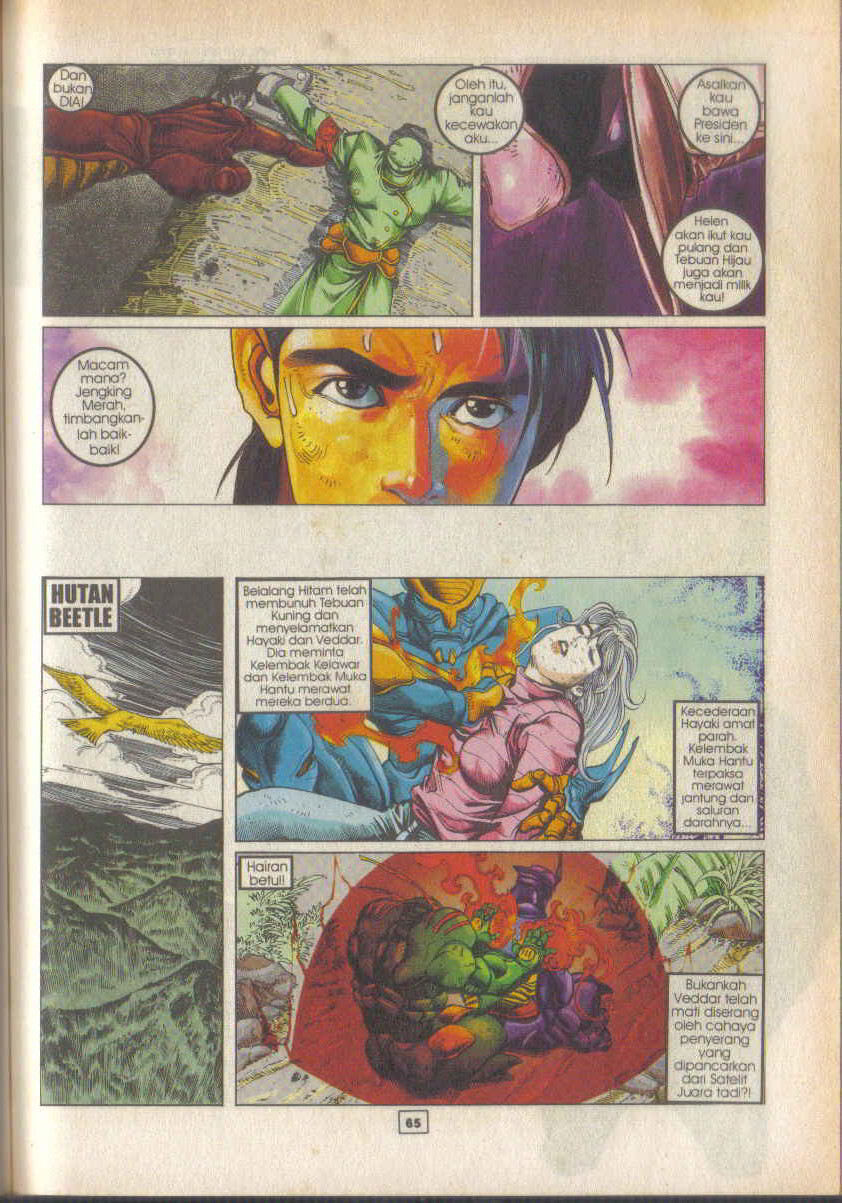 Dan
bukan
DIA!
Oleh itu,
janganlah
kau
kecewakan
aku...
Asalkan
kau
bawa
Presiden
ke sini...
Helen
akan ikut kau
pulang dan
Tebuan Hijau
juga akan
menjadi milik
kau!
Macam
mana?
Jengking
Merah,
timbangkan-
lah baik-
baik!
HUTAN
BEETLE
Belalang Hitam telah
membunuh Tebuan
Kuning dan
menyelamatkan
Hayaki dan Veddar.
Dia meminta
Kelembak Kelawar
dan Kelembak Muka
Hantu merawat
mereka berdua.
Kecederaan
Hayaki amat
parah.
Kelembak
Muka Hantu
terpaksa
merawat
jantung dan
saluran
darahnya...
Hairan
betul!
Bukankah
Veddar telah
mati diserang
oleh cahaya
penyerang
yang
dipancarkan
dari Satelit
Juara tadi?!
65